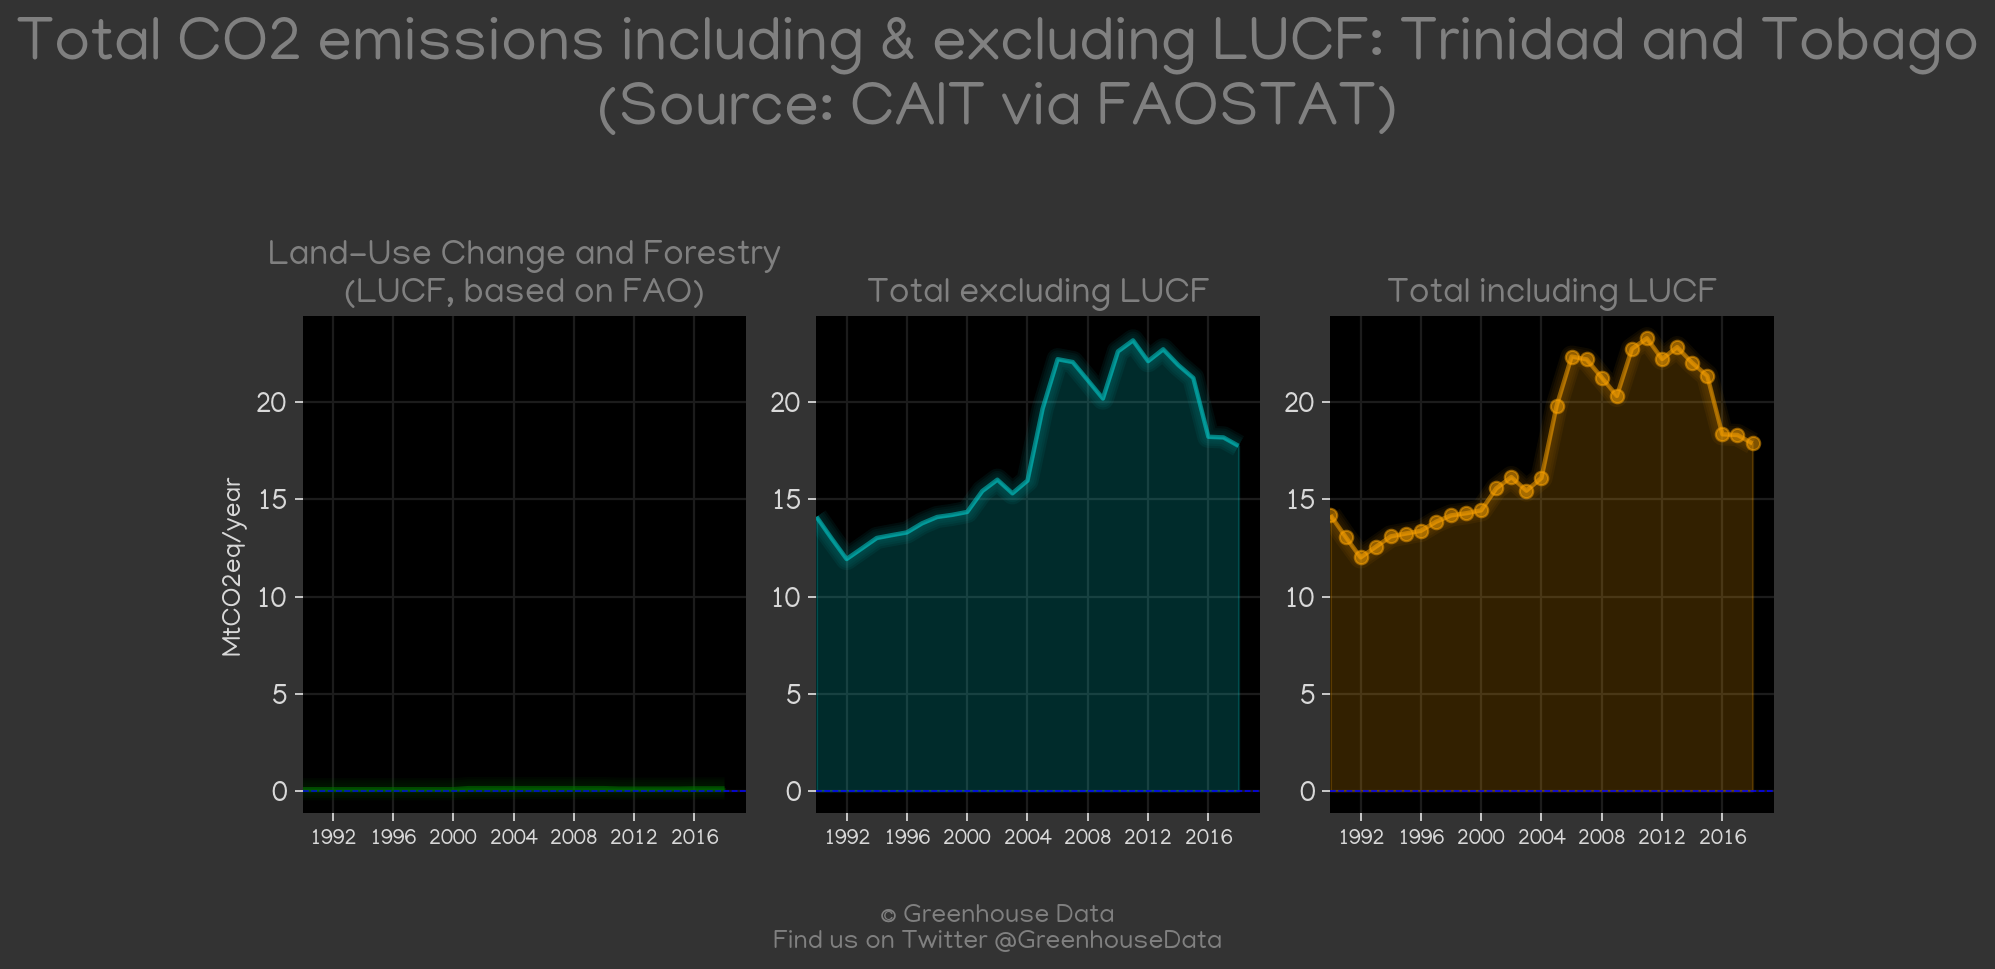 Total CO2 emissions including & excluding LUCF: Trinidad and Tobago
(Source: CAIT via FAOSTAT)
Land-Use Change and Forestry
(LUCF, based on FAO)
Total excluding LUCF
Total including LUCF
MtCO2eq/year
20
15
10
5
0
1992 1996 2000 2004 2008 2012 2016
20
15
10
5
0
1992 1996 2000 2004 2008 2012 2016
20
15
10
5
0
1992 1996 2000 2004 2008 2012 2016
© Greenhouse Data
Find us on Twitter @GreenhouseData